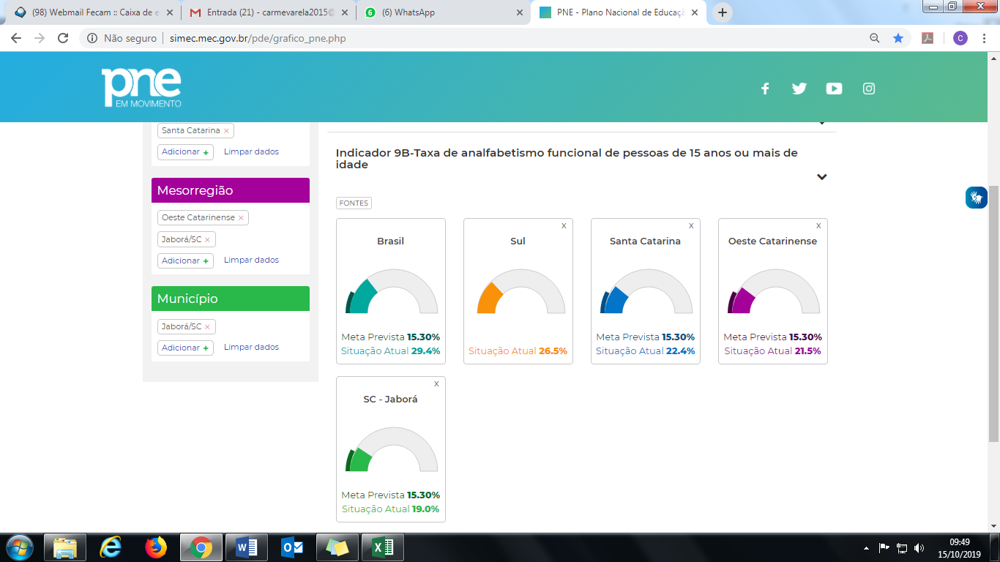 (98) Webmail Fecam :: Caixa de e
Entrada (21) - carmevarela2015@
(6) WhatsApp
PNE - Plano Nacional de Educaçã
Não seguro | simec.mec.gov.br/pde/grafico_pne.php
C
pne
EM MOVIMENTO
Santa Catarina ×
Adicionar + Limpar dados
Mesorregião
Oeste Catarinense ×
Jaborá/SC ×
Adicionar + Limpar dados
Município
Jaborá/SC ×
Adicionar + Limpar dados
Indicador 9B-Taxa de analfabetismo funcional de pessoas de 15 anos ou mais de
idade
FONTES
Brasil
Meta Prevista 15.30%
Situação Atual 29.4%
X
Sul
Situação Atual 26.5%
X
Santa Catarina
Meta Prevista 15.30%
Situação Atual 22.4%
X
Oeste Catarinense
Meta Prevista 15.30%
Situação Atual 21.5%
X
SC - Jaborá
Meta Prevista 15.30%
Situação Atual 19.0%
09:49
15/10/2019